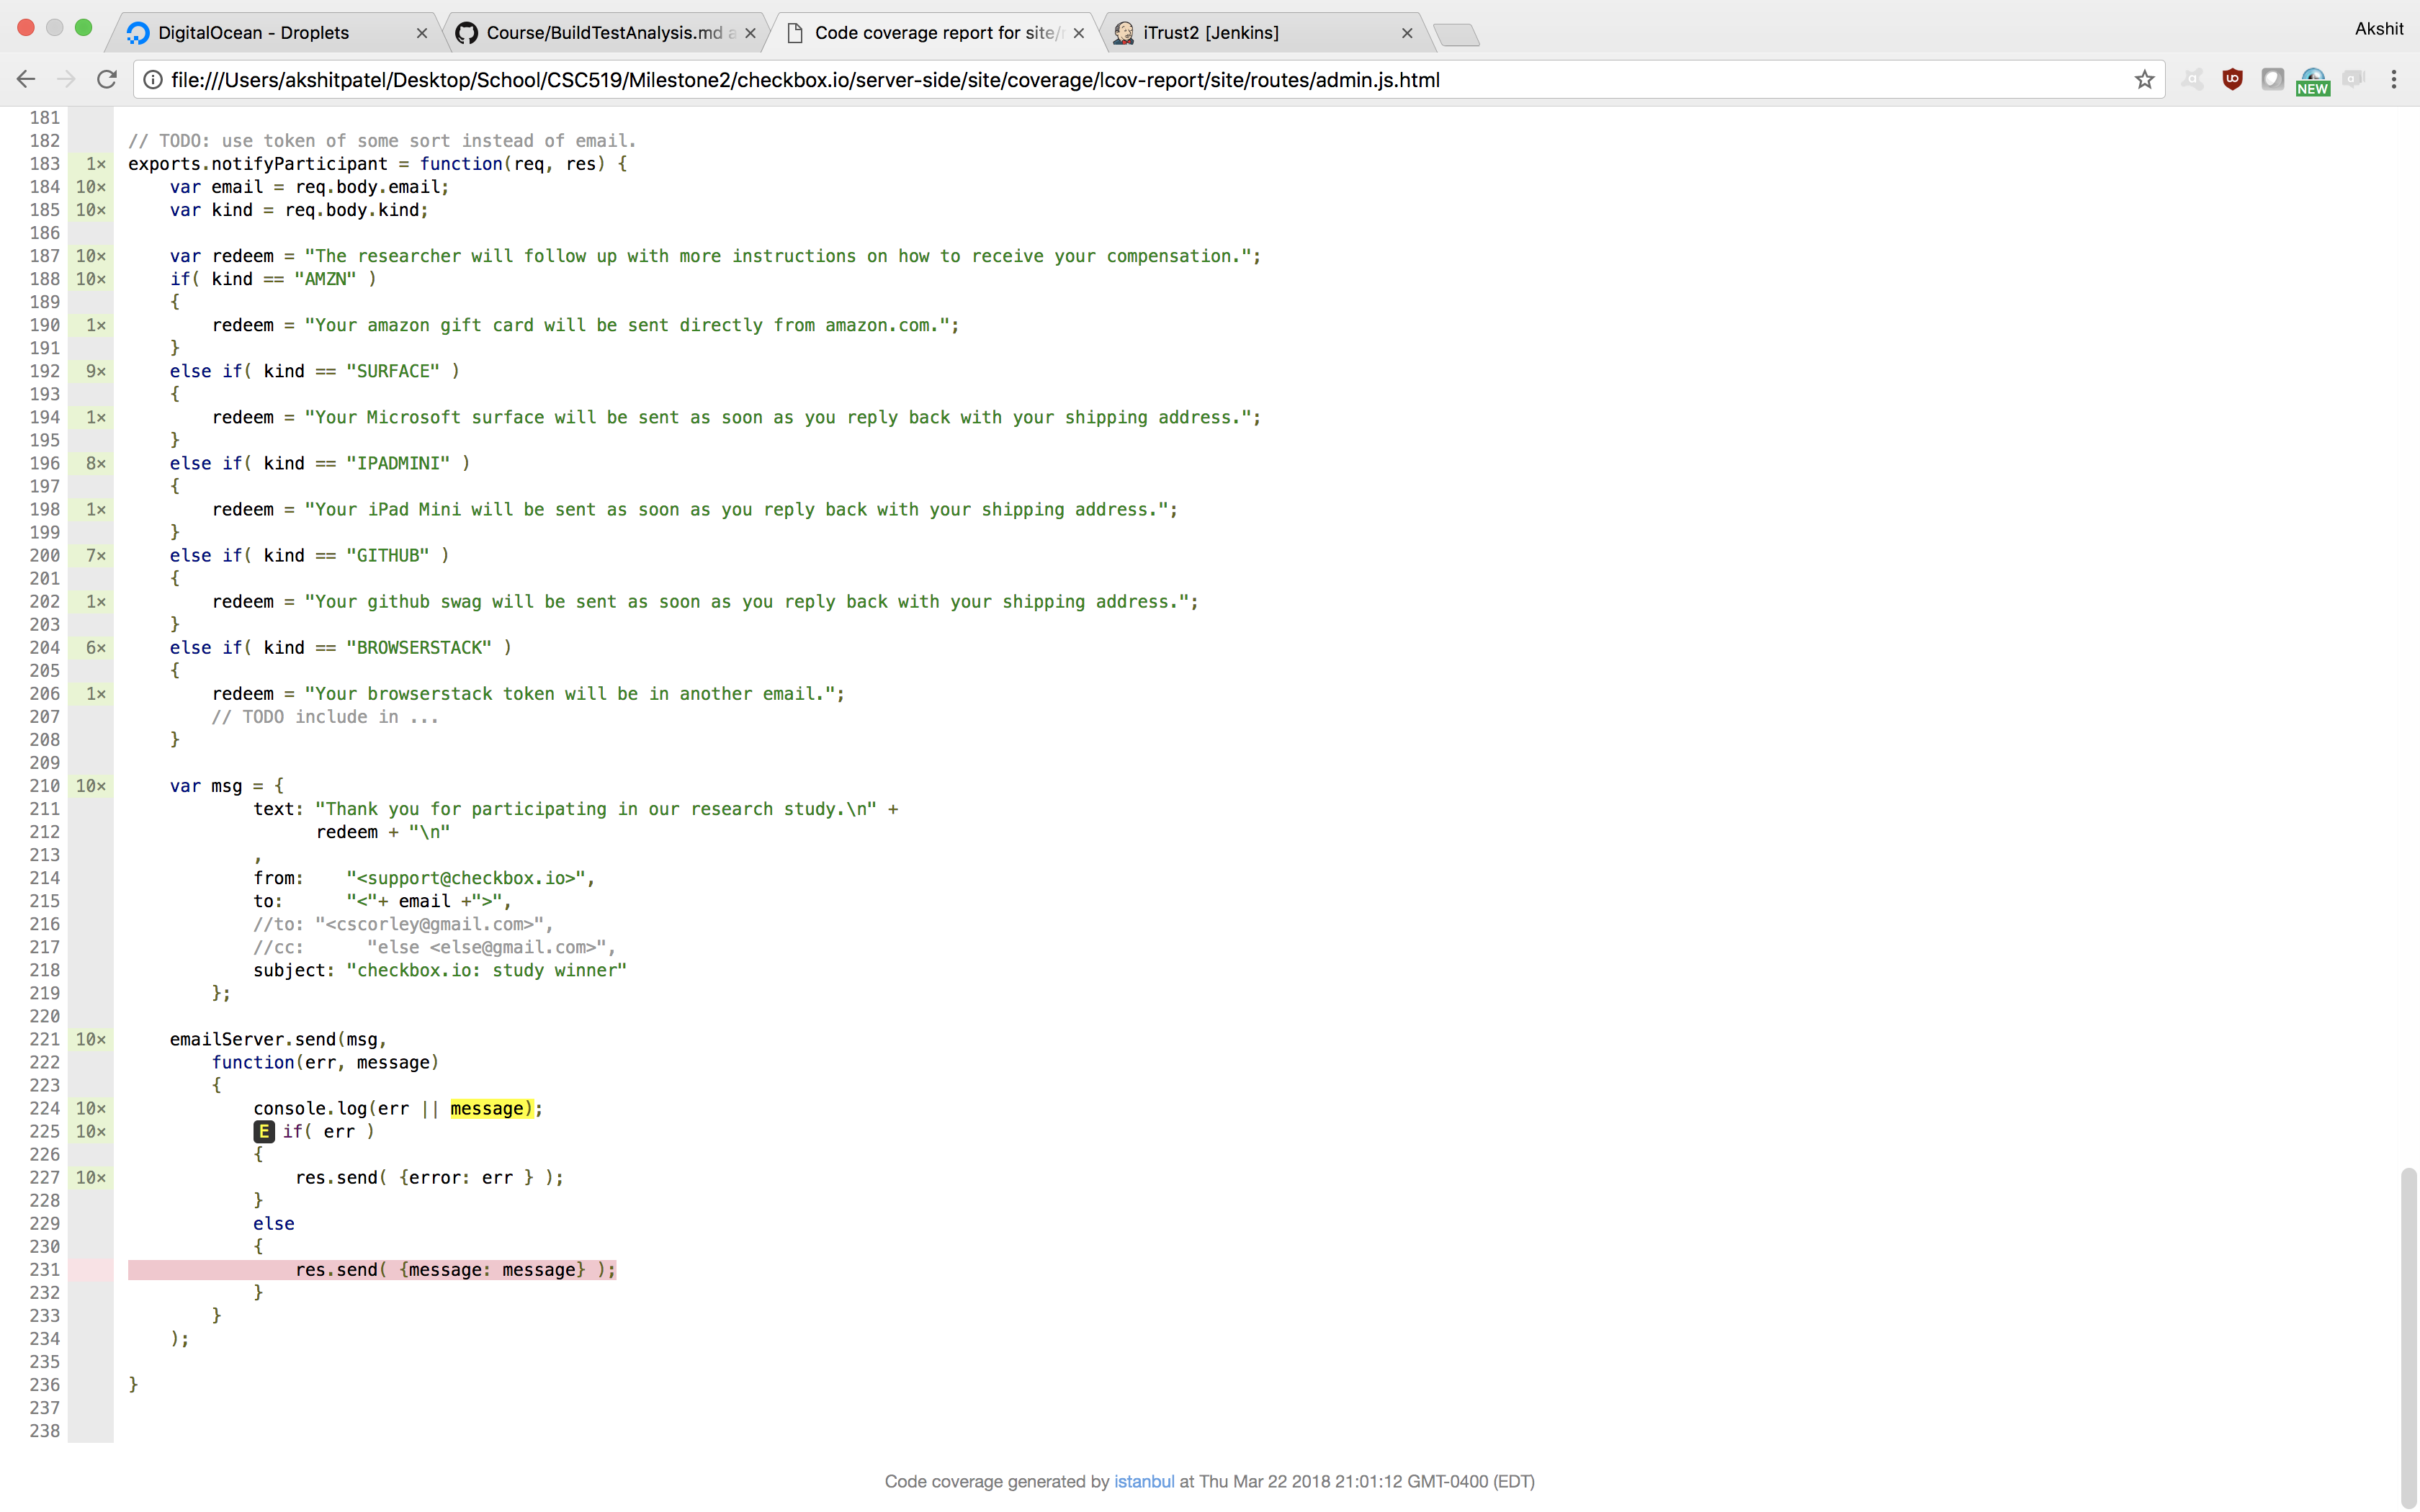 DigitalOcean - Droplets
Course/BuildTestAnalysis.md a
Code coverage report for site/
iTrust2 [Jenkins]
Akshit
file:///Users/akshitpatel/Desktop/School/CSC519/Milestone2/checkbox.io/server-side/site/coverage/lcov-report/site/routes/admin.js.html
NEW
181
182 // TODO: use token of some sort instead of email.
183 1× exports.notifyParticipant = function(req, res) {
184 10×     var email = req.body.email;
185 10×     var kind = req.body.kind;
186
187 10×     var redeem = "The researcher will follow up with more instructions on how to receive your compensation.";
188 10×     if( kind == "AMZN" )
189     {
190 1×         redeem = "Your amazon gift card will be sent directly from amazon.com.";
191     }
192 9×     else if( kind == "SURFACE" )
193     {
194 1×         redeem = "Your Microsoft surface will be sent as soon as you reply back with your shipping address.";
195     }
196 8×     else if( kind == "IPADMINI" )
197     {
198 1×         redeem = "Your iPad Mini will be sent as soon as you reply back with your shipping address.";
199     }
200 7×     else if( kind == "GITHUB" )
201     {
202 1×         redeem = "Your github swag will be sent as soon as you reply back with your shipping address.";
203     }
204 6×     else if( kind == "BROWSERSTACK" )
205     {
206 1×         redeem = "Your browserstack token will be in another email.";
207         // TODO include in ...
208     }
209
210 10×     var msg = {
211             text: "Thank you for participating in our research study.\n" +
212                   redeem + "\n"
213             ,
214             from:    "<support@checkbox.io>",
215             to:      "<"+ email +">",
216             //to: "<cscorley@gmail.com>",
217             //cc:      "else <else@gmail.com>",
218             subject: "checkbox.io: study winner"
219         };
220
221 10×     emailServer.send(msg,
222         function(err, message)
223         {
224 10×             console.log(err || message);
225 10×             E if( err )
226             {
227 10×                 res.send( {error: err } );
228             }
229             else
230             {
231                 res.send( {message: message} );
232             }
233         }
234     );
235
236 }
237
238
Code coverage generated by istanbul at Thu Mar 22 2018 21:01:12 GMT-0400 (EDT)